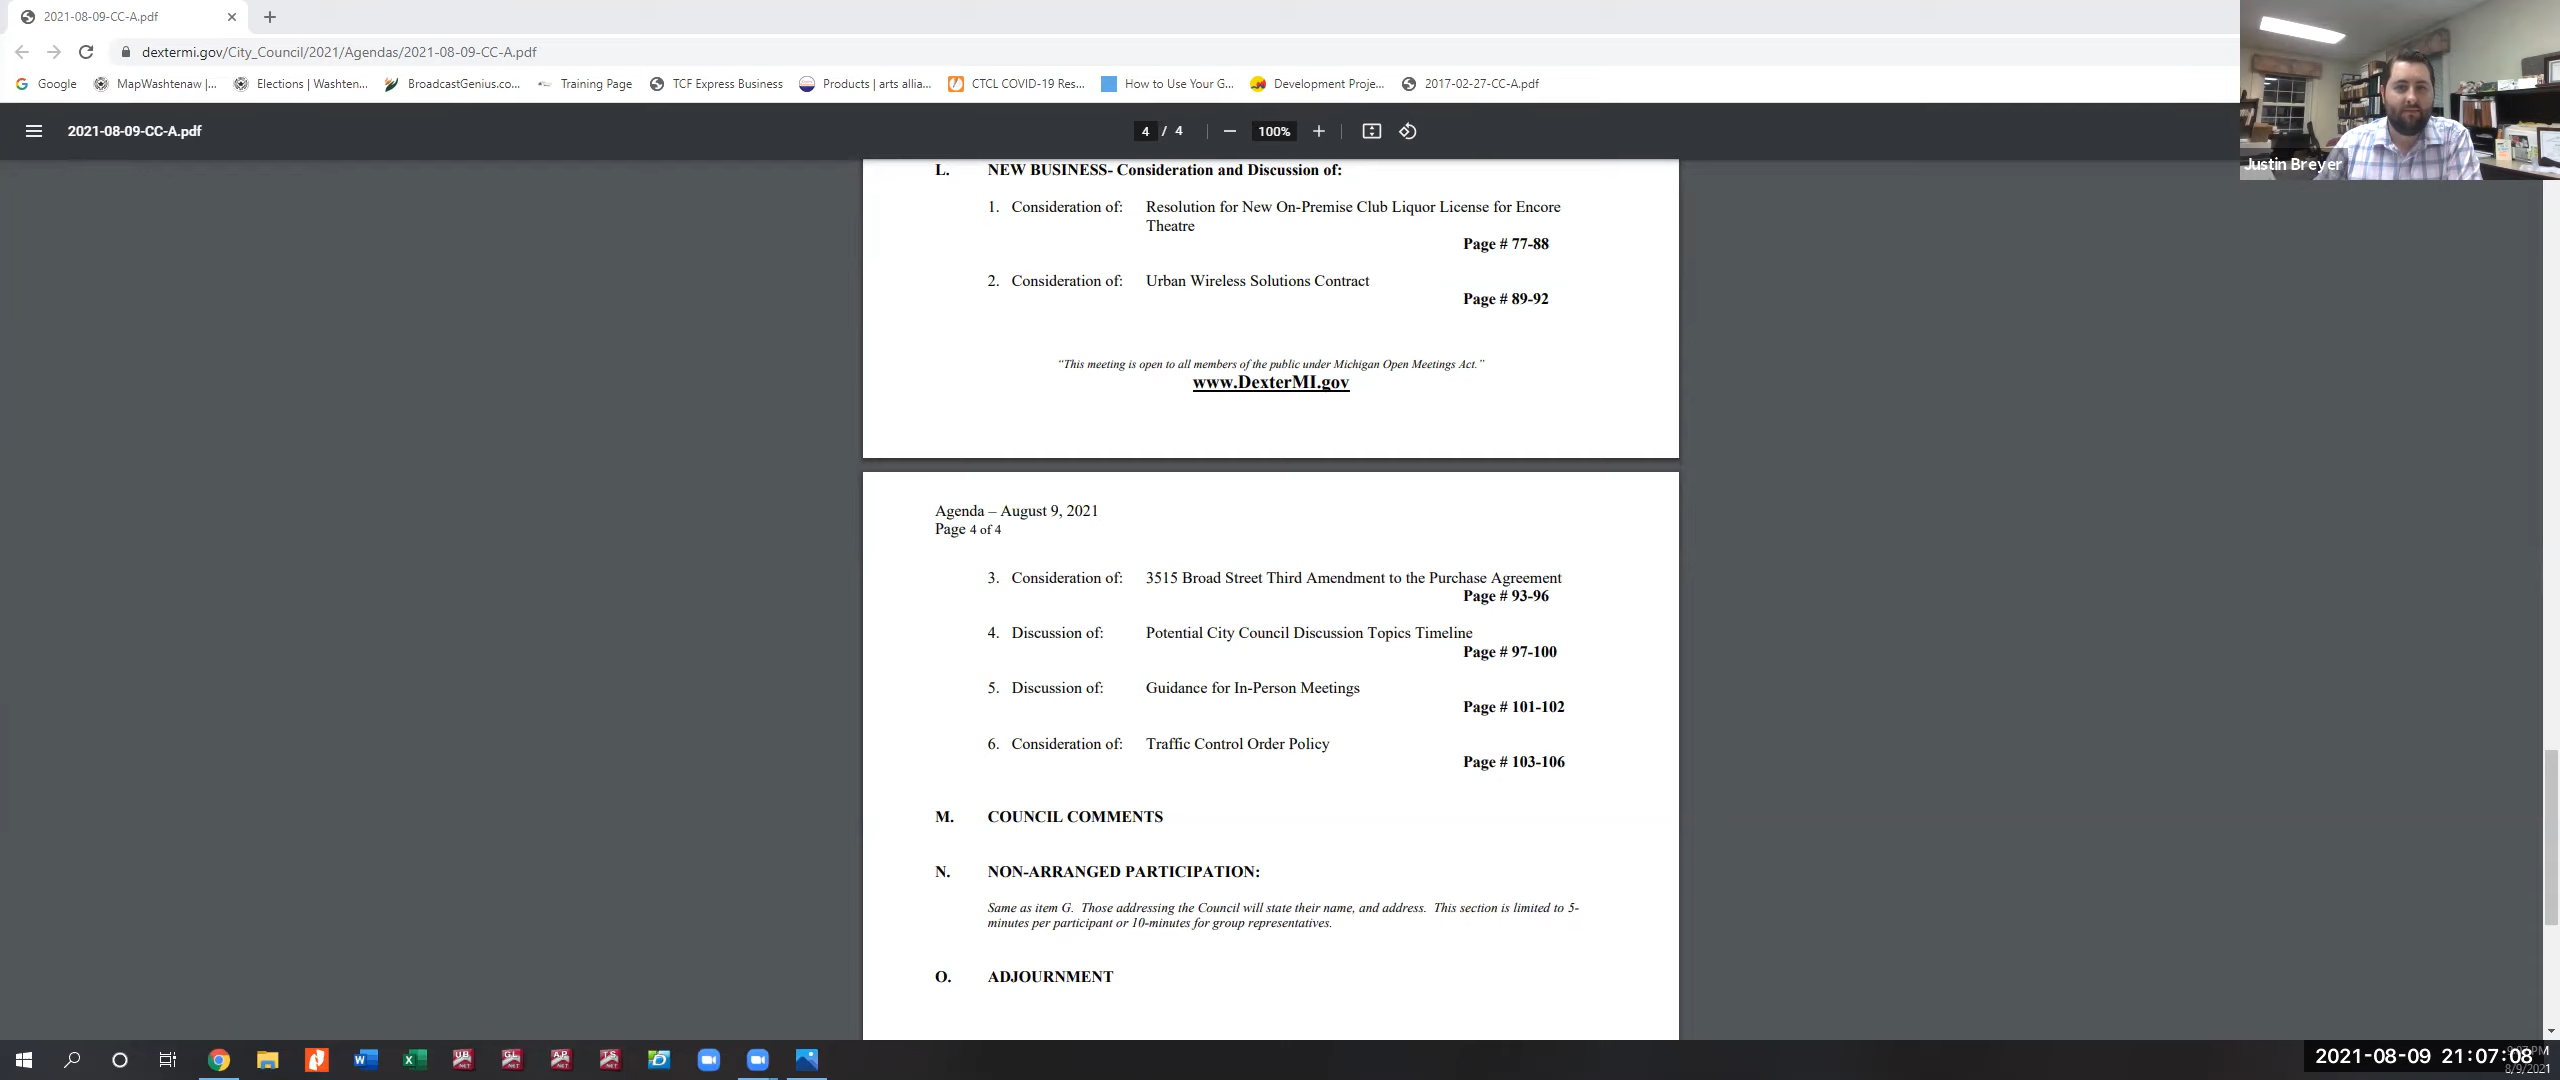 2021-08-09-CC-A.pdf
dextermi.gov/City_Council/2021/Agendas/2021-08-09-CC-A.pdf
Google MapWashtenaw |... Elections | Washten... BroadcastGenius.co... Training Page TCF Express Business Products | arts allia... CTCL COVID-19 Res... How to Use Your G... Development Proje... 2017-02-27-CC-A.pdf
2021-08-09-CC-A.pdf 4 / 4 100%
Justin Breyer
L. NEW BUSINESS- Consideration and Discussion of:
1. Consideration of: Resolution for New On-Premise Club Liquor License for Encore
Theatre
Page # 77-88
2. Consideration of: Urban Wireless Solutions Contract
Page # 89-92
“This meeting is open to all members of the public under Michigan Open Meetings Act.”
www.DexterMI.gov
Agenda – August 9, 2021
Page 4 of 4
3. Consideration of: 3515 Broad Street Third Amendment to the Purchase Agreement
Page # 93-96
4. Discussion of: Potential City Council Discussion Topics Timeline
Page # 97-100
5. Discussion of: Guidance for In-Person Meetings
Page # 101-102
6. Consideration of: Traffic Control Order Policy
Page # 103-106
M. COUNCIL COMMENTS
N. NON-ARRANGED PARTICIPATION:
Same as item G. Those addressing the Council will state their name, and address. This section is limited to 5-
minutes per participant or 10-minutes for group representatives.
O. ADJOURNMENT
2021-08-09 21:07:08
8/9/2021